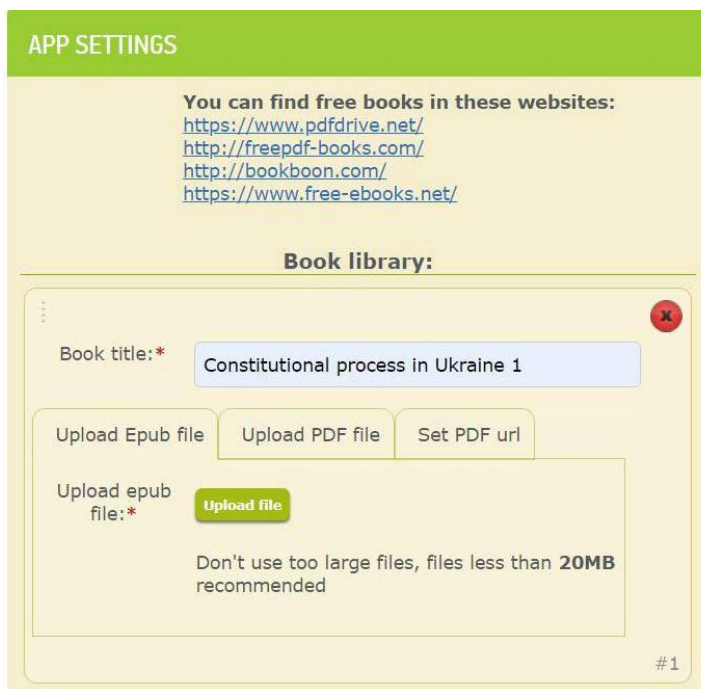 APP SETTINGS
You can find free books in these websites:
https://www.pdfdrive.net/
http://freepdf-books.com/
http://bookboon.com/
https://www.free-ebooks.net/
Book library:
x
Book title:*
Constitutional process in Ukraine 1
Upload Epub file
Upload PDF file
Set PDF url
Upload epub
file:*
Upload file
Don't use too large files, files less than 20MB
recommended
#1